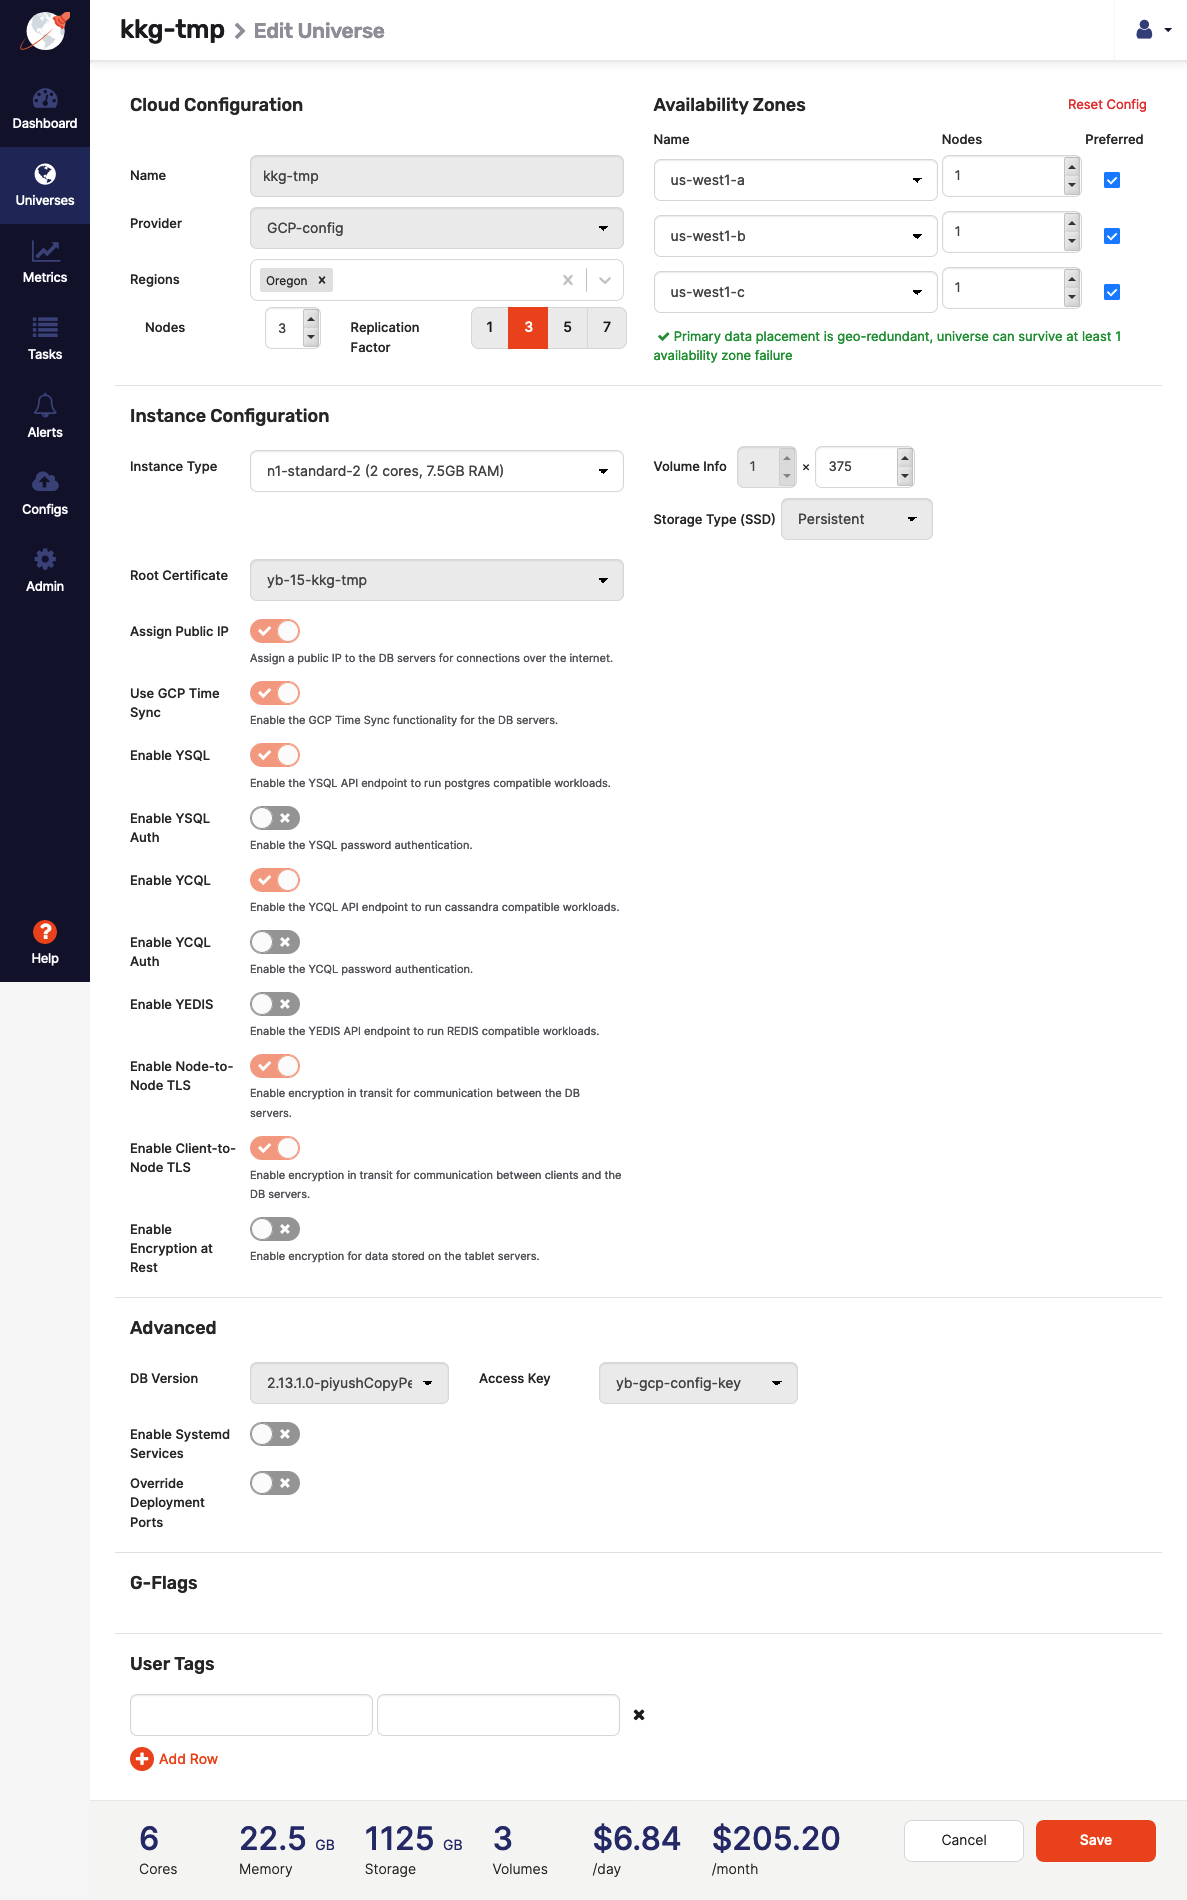 kkg-tmp > Edit Universe
Dashboard
Universes
Metrics
Tasks
Alerts
Configs
Admin
Help
Cloud Configuration
Name
kkg-tmp
Provider
GCP-config
Regions
Oregon ×
Nodes
3
Replication Factor
1 3 5 7
Availability Zones
Reset Config
Name Nodes Preferred
us-west1-a 1
us-west1-b 1
us-west1-c 1
Primary data placement is geo-redundant, universe can survive at least 1
availability zone failure
Instance Configuration
Instance Type
n1-standard-2 (2 cores, 7.5GB RAM)
Volume Info 1 × 375
Storage Type (SSD) Persistent
Root Certificate
yb-15-kkg-tmp
Assign Public IP
Assign a public IP to the DB servers for connections over the internet.
Use GCP Time
Sync
Enable the GCP Time Sync functionality for the DB servers.
Enable YSQL
Enable the YSQL API endpoint to run postgres compatible workloads.
Enable YSQL
Auth
Enable the YSQL password authentication.
Enable YCQL
Enable the YCQL API endpoint to run cassandra compatible workloads.
Enable YCQL
Auth
Enable the YCQL password authentication.
Enable YEDIS
Enable the YEDIS API endpoint to run REDIS compatible workloads.
Enable Node-to-
Node TLS
Enable encryption in transit for communication between the DB
servers.
Enable Client-to-
Node TLS
Enable encryption in transit for communication between clients and the
DB servers.
Enable
Encryption at
Rest
Enable encryption for data stored on the tablet servers.
Advanced
DB Version
2.13.1.0-piyushCopyPe
Access Key
yb-gcp-config-key
Enable Systemd
Services
Override
Deployment
Ports
G-Flags
User Tags
Add Row
6 22.5 GB 1125 GB 3 $6.84 $205.20
Cores Memory Storage Volumes /day /month
Cancel Save